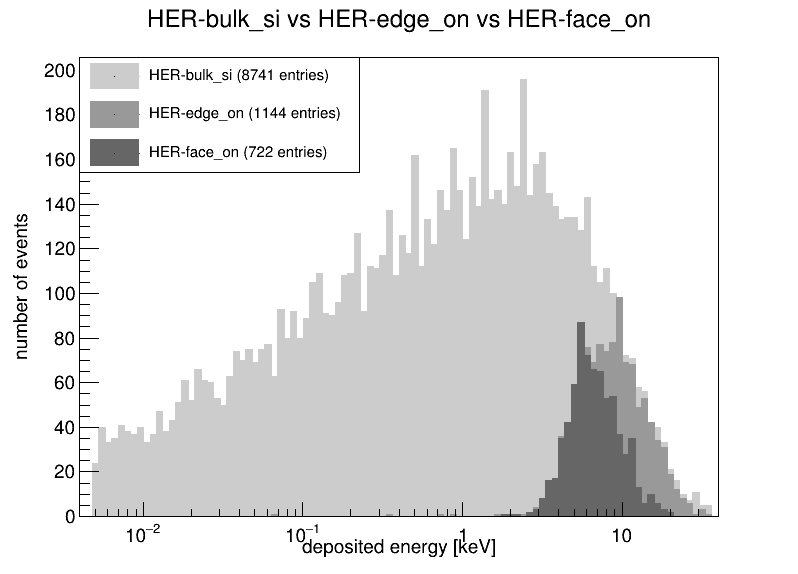 HER-bulk_si vs HER-edge_on vs HER-face_on
HER-bulk_si (8741 entries)
HER-edge_on (1144 entries)
HER-face_on (722 entries)
number of events
200
180
160
140
120
100
80
60
40
20
0
10⁻²
10⁻¹
1
10
deposited energy [keV]